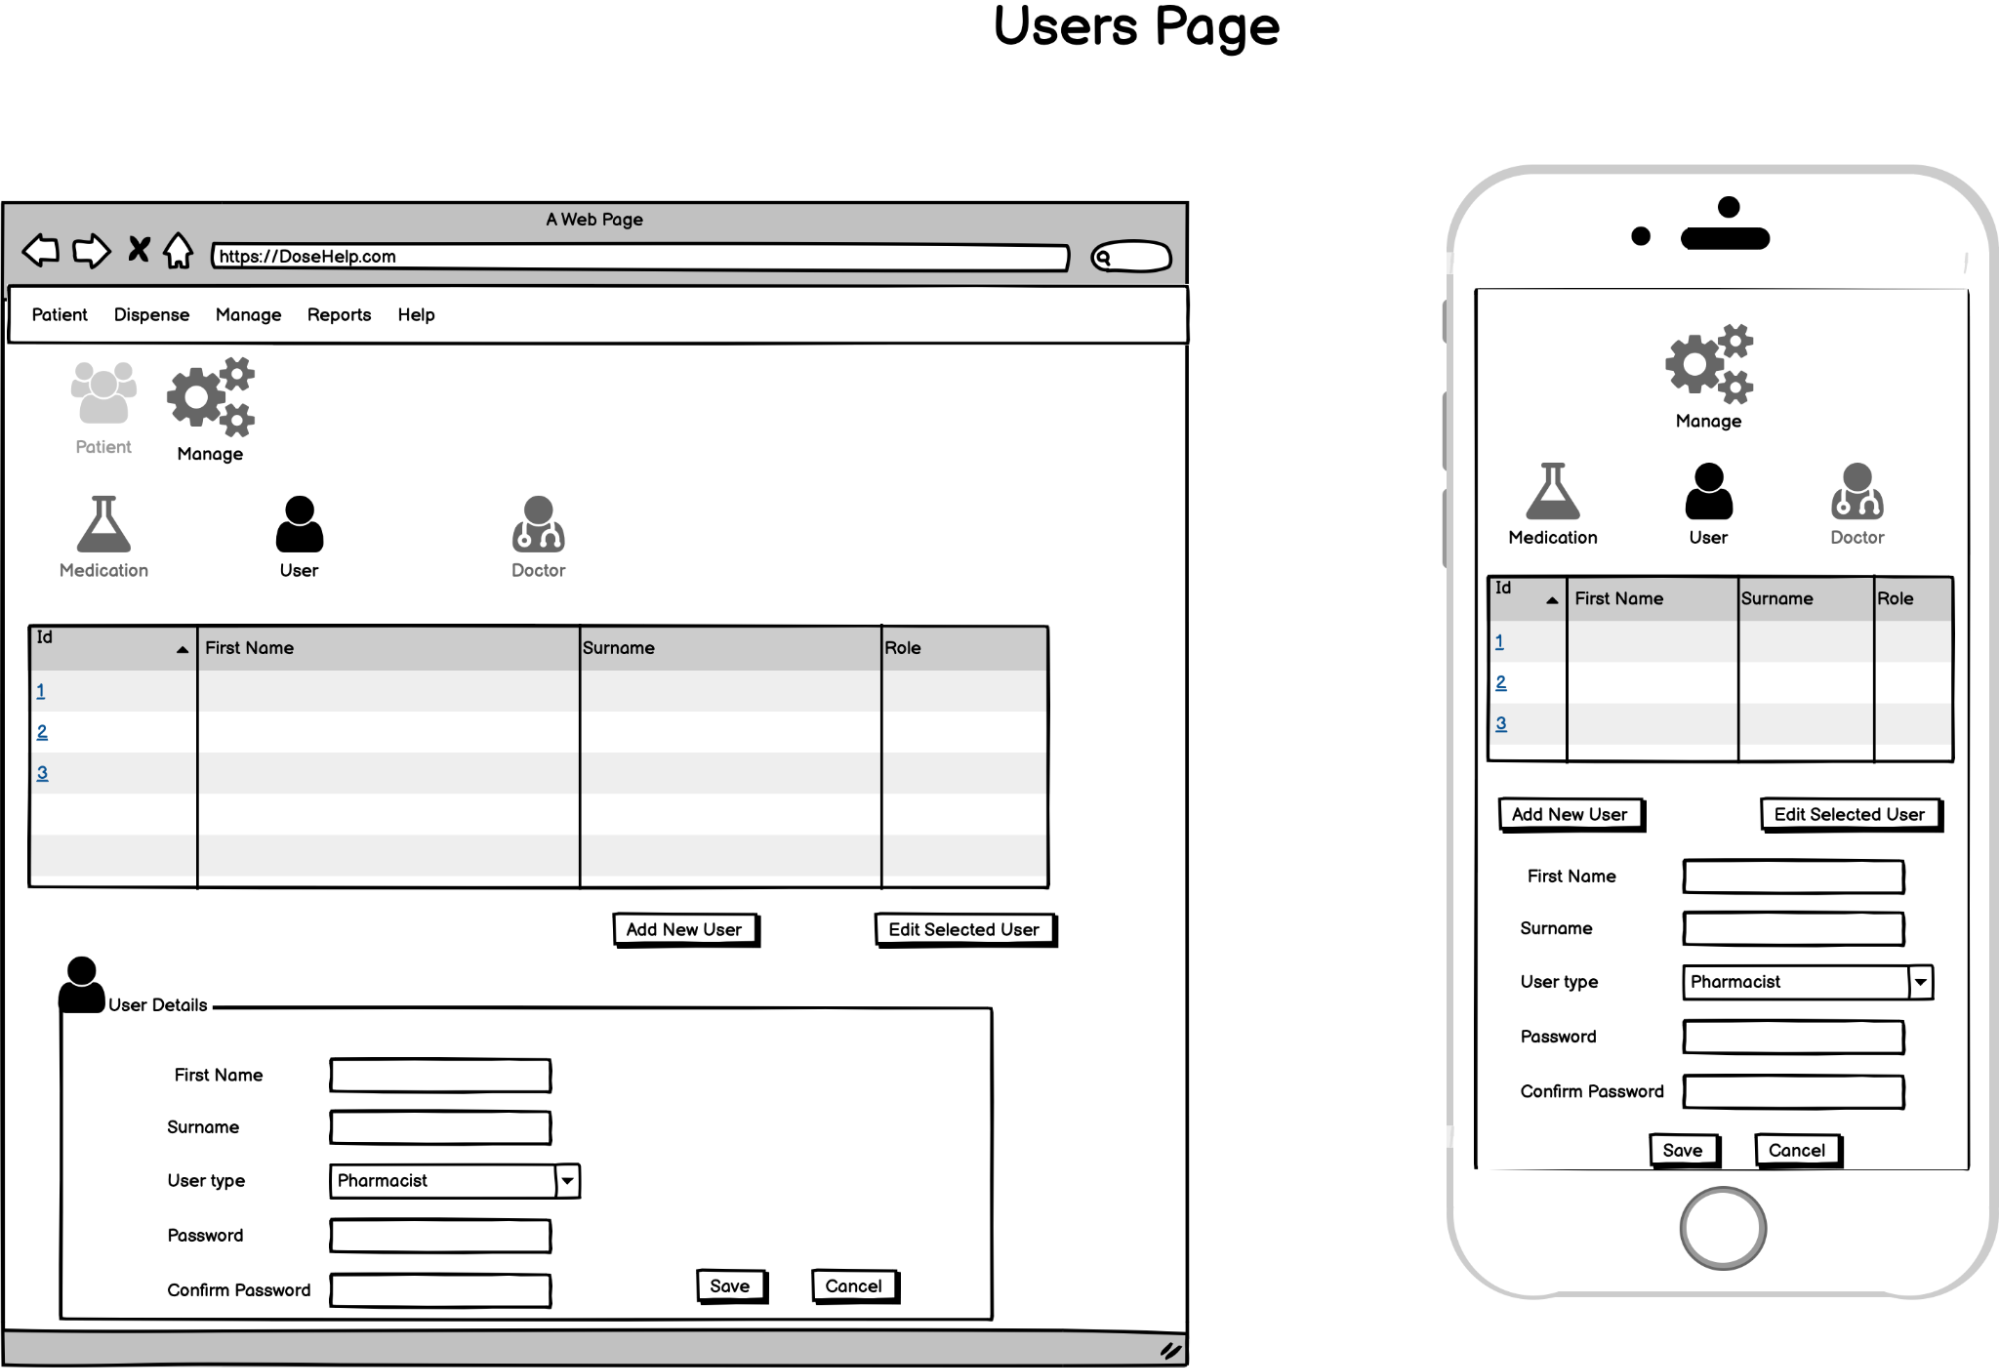 Users Page
A Web Page
https://DoseHelp.com
Patient Dispense Manage Reports Help
Patient Manage
Medication User Doctor
Id First Name Surname Role
1
2
3
Add New User Edit Selected User
User Details
First Name
Surname
User type Pharmacist
Password
Confirm Password
Save Cancel
Manage
Medication User Doctor
Id First Name Surname Role
1
2
3
Add New User Edit Selected User
First Name
Surname
User type Pharmacist
Password
Confirm Password
Save Cancel